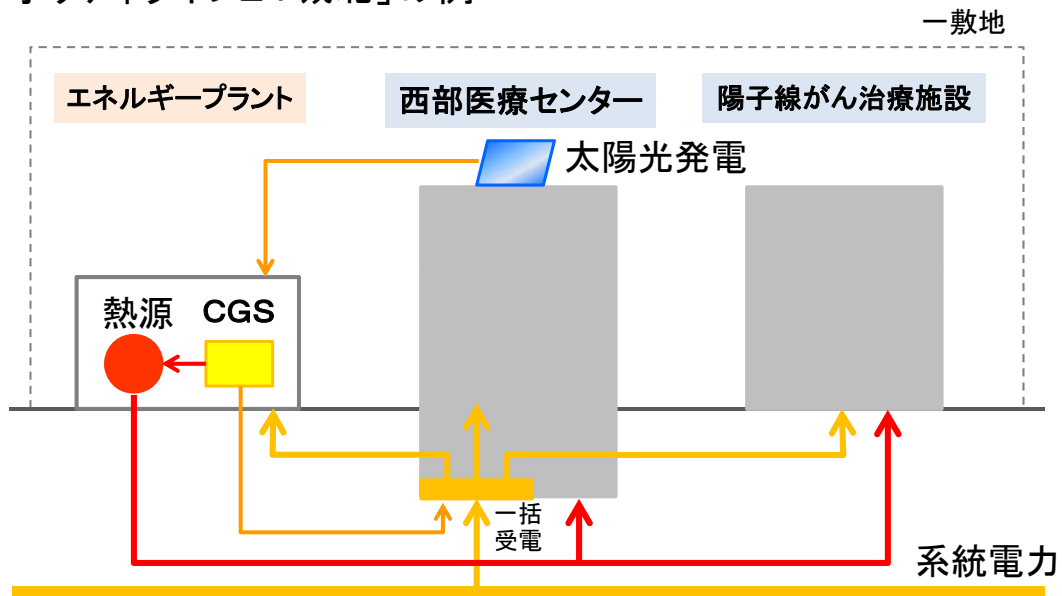 一敷地
エネルギープラント
西部医療センター
陽子線がん治療施設
太陽光発電
熱源
CGS
一括
受電
系統電力